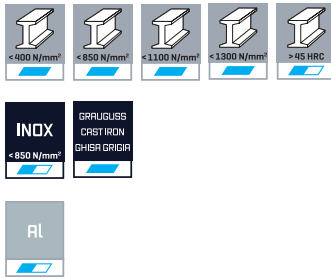 <400 N/mm² <850 N/mm² <1100 N/mm² <1300 N/mm² >45 HRC
INOX
<850 N/mm²
GRAUGUSS
CAST IRON
GHISA GRIGIA
Al